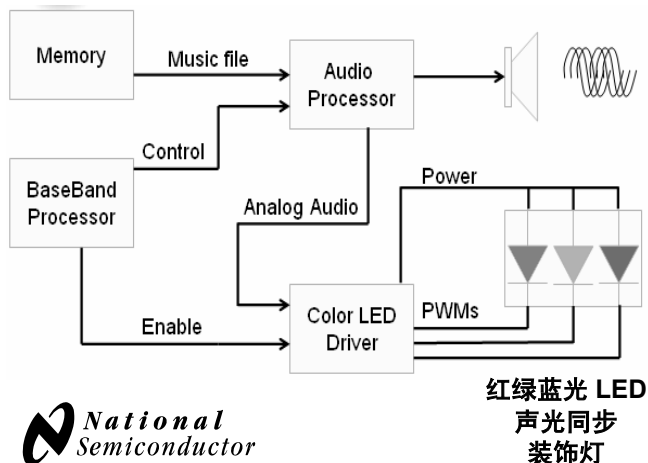 Memory
Music file
Audio
Processor
Control
BaseBand
Processor
Analog Audio
Power
Enable
Color LED
Driver
PWMs
红绿蓝光 LED
声光同步
装饰灯
National
Semiconductor